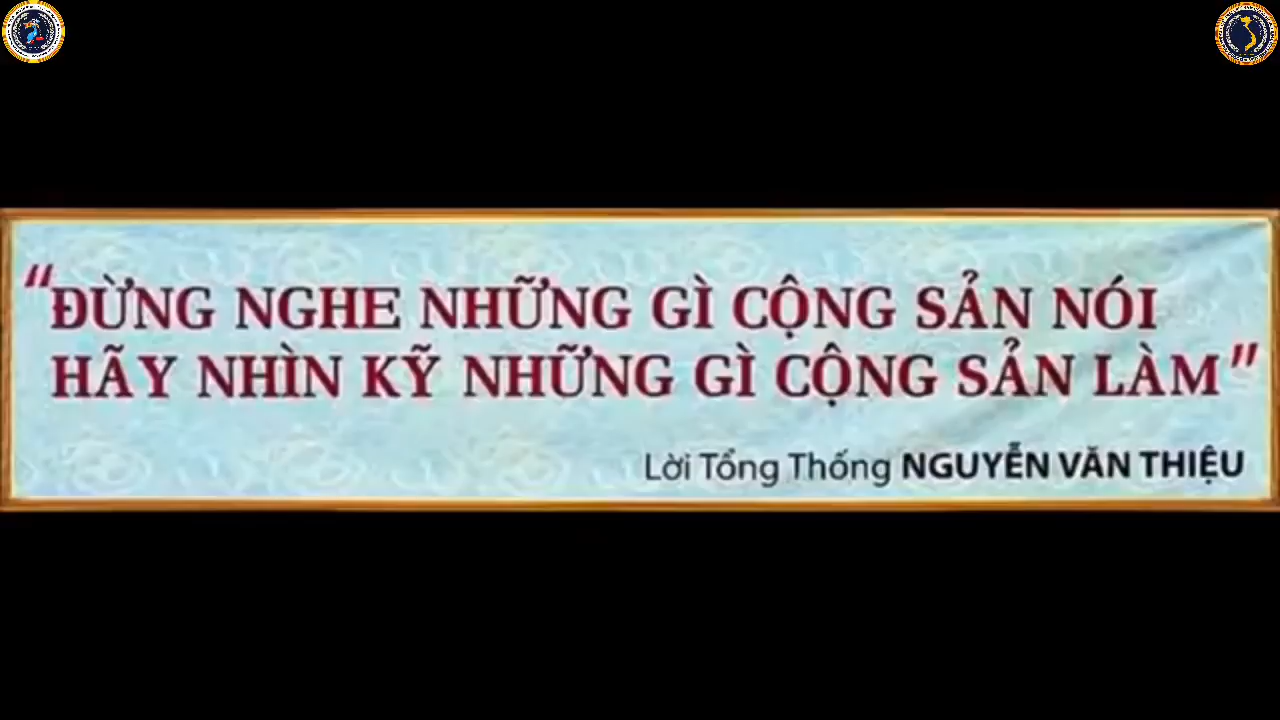 “ĐỪNG NGHE NHỮNG GÌ CỘNG SẢN NÓI
HÃY NHÌN KỸ NHỮNG GÌ CỘNG SẢN LÀM”
Lời Tổng Thống NGUYỄN VĂN THIỆU